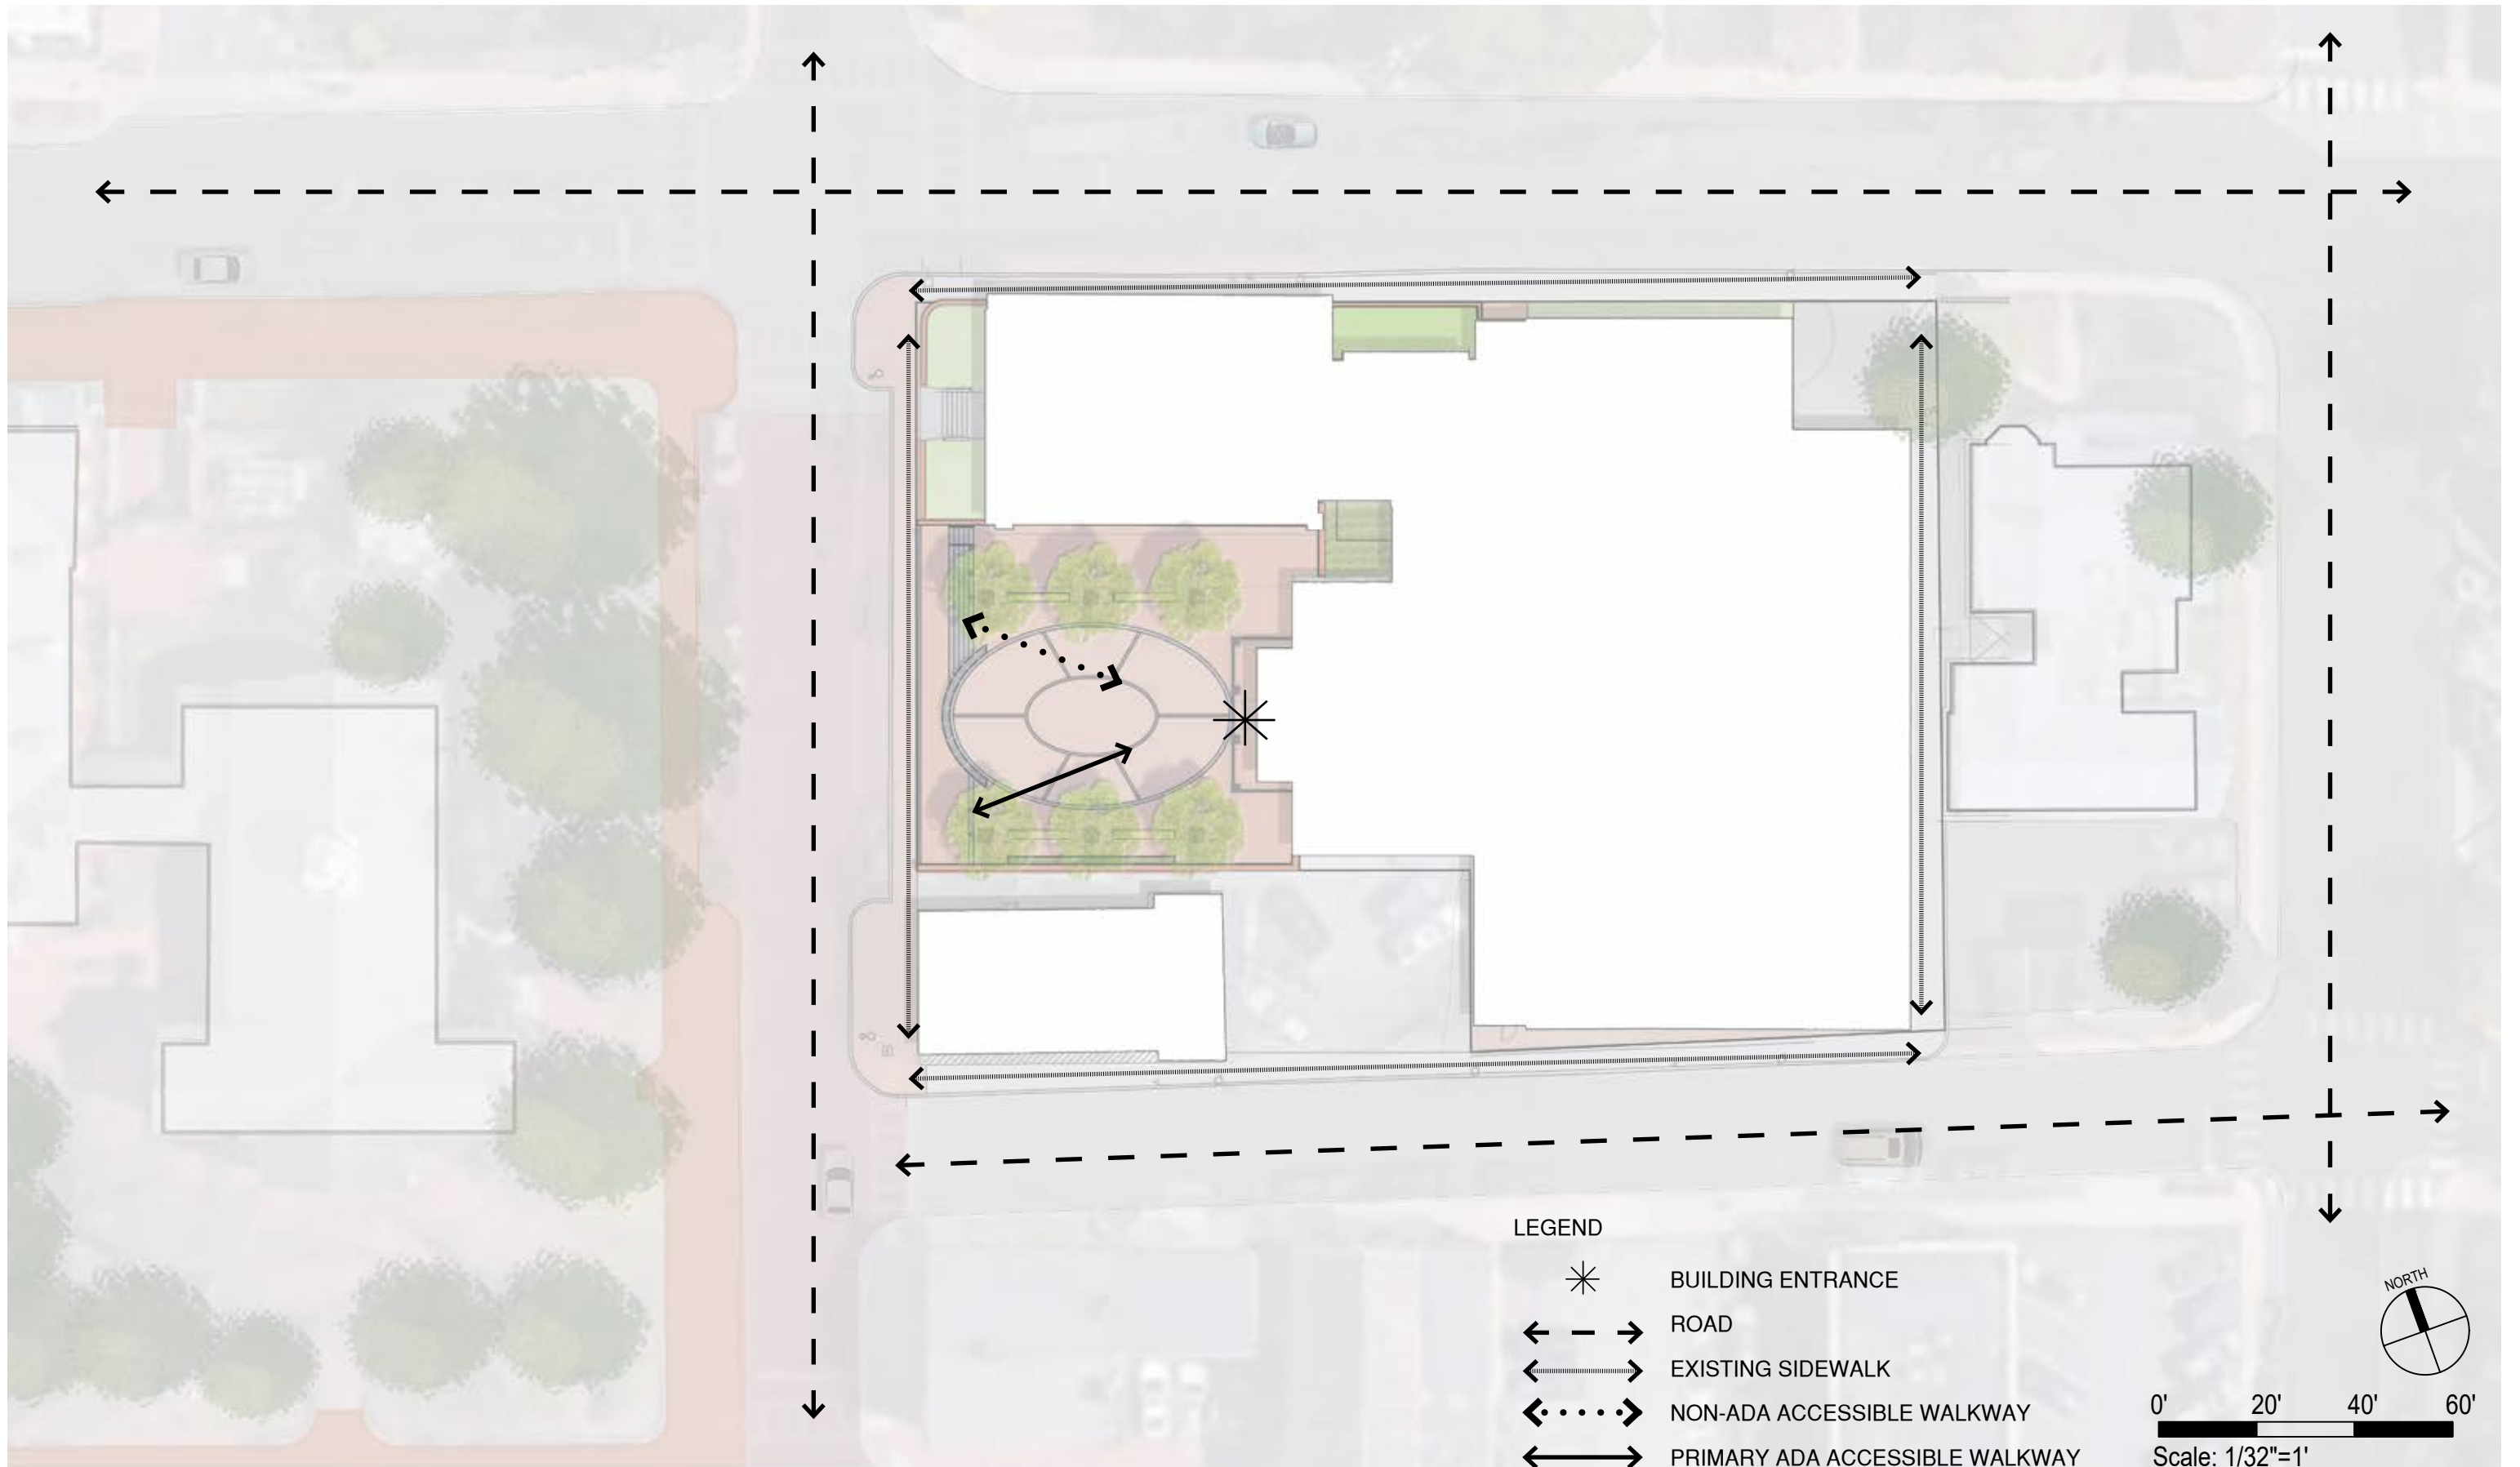 LEGEND
BUILDING ENTRANCE
ROAD
EXISTING SIDEWALK
NON-ADA ACCESSIBLE WALKWAY
PRIMARY ADA ACCESSIBLE WALKWAY
NORTH
0' 20' 40' 60'
Scale: 1/32"=1'